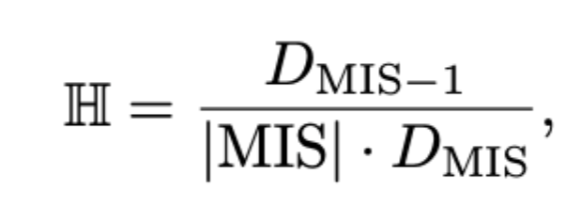 ℍ = D_{MIS−1} / (|MIS| · D_{MIS}),